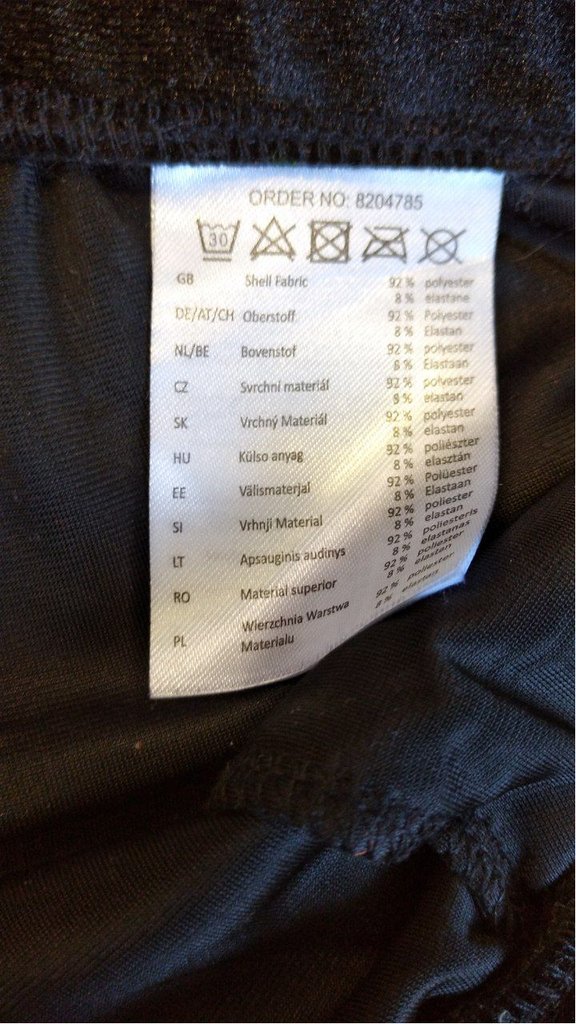 ORDER NO: 8204785
30
GB Shell Fabric 92 % polyester
8 % elastane
DE/AT/CH Oberstoff 92 % Polyester
8 % Elastan
NL/BE Bovenstof 92 % polyester
8 % Elastaan
CZ Svrchní materiál 92 % polyester
8 % elastan
SK Vrchný Materiál 92 % polyester
8 % elastan
HU Külso anyag 92 % poliészter
8 % elasztán
EE Välismaterjal 92 % Polüester
8 % Elastaan
SI Vrhnji Material 92 % poliester
8 % elastan
LT Apsauginis audinys 92 % poliesteris
8 % elastanas
RO Material superior 92 % poliester
8 % elastan
PL Wierzchnia Warstwa Materialu 92 % poliester
8 % elastan